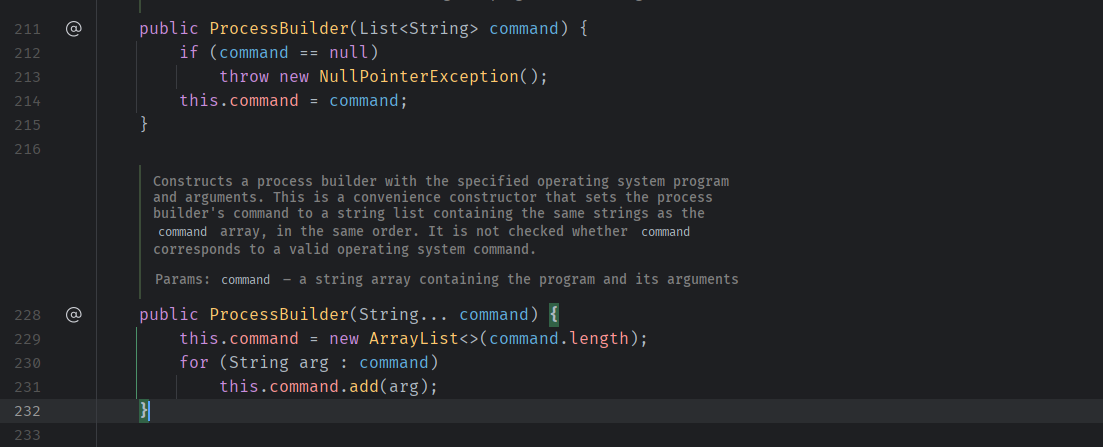 211 @ public ProcessBuilder(List<String> command) {
212 if (command == null)
213 throw new NullPointerException();
214 this.command = command;
215 }
216
Constructs a process builder with the specified operating system program
and arguments. This is a convenience constructor that sets the process
builder's command to a string list containing the same strings as the
command array, in the same order. It is not checked whether command
corresponds to a valid operating system command.
Params: command – a string array containing the program and its arguments
228 @ public ProcessBuilder(String... command) {
229 this.command = new ArrayList<>(command.length);
230 for (String arg : command)
231 this.command.add(arg);
232 }
233